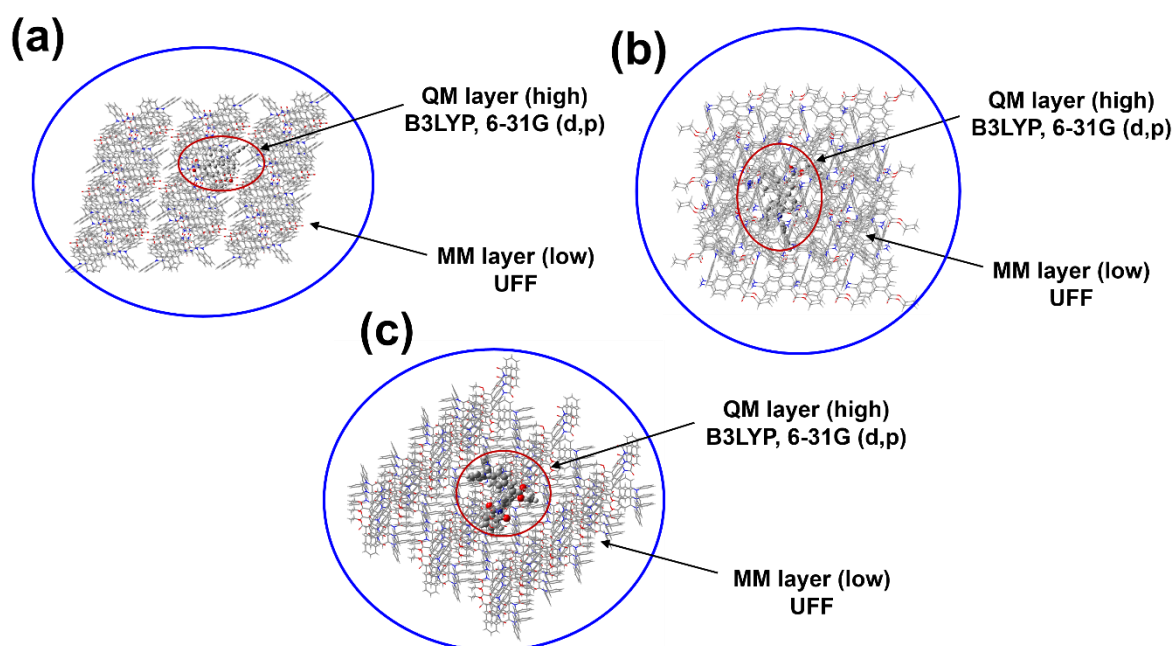 (a)
QM layer (high)
B3LYP, 6-31G (d,p)
MM layer (low)
UFF
(b)
QM layer (high)
B3LYP, 6-31G (d,p)
MM layer (low)
UFF
(c)
QM layer (high)
B3LYP, 6-31G (d,p)
MM layer (low)
UFF